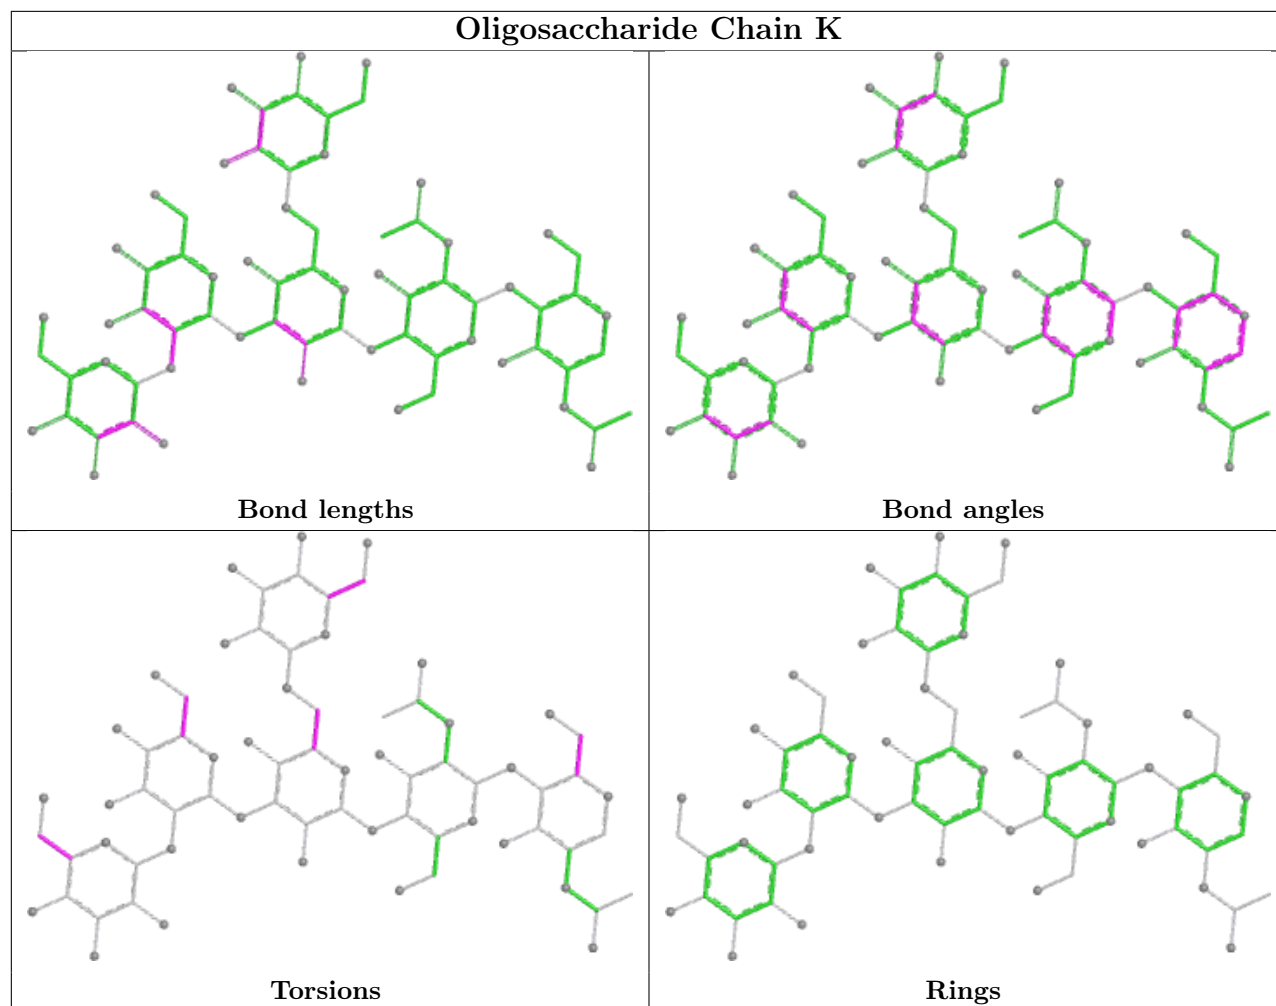 Oligosaccharide Chain K
Bond lengths
Bond angles
Torsions
Rings